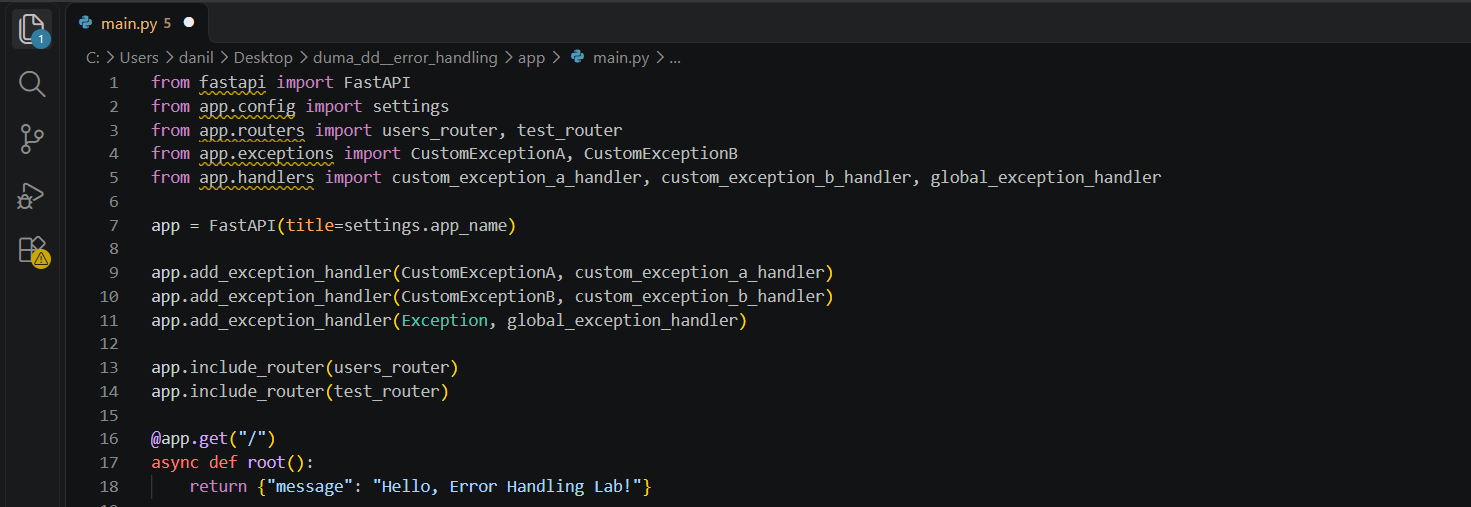 1
main.py 5
C: > Users > danil > Desktop > duma_dd__error_handling > app > main.py > ...
1 from fastapi import FastAPI
2 from app.config import settings
3 from app.routers import users_router, test_router
4 from app.exceptions import CustomExceptionA, CustomExceptionB
5 from app.handlers import custom_exception_a_handler, custom_exception_b_handler, global_exception_handler
6
7 app = FastAPI(title=settings.app_name)
8
9 app.add_exception_handler(CustomExceptionA, custom_exception_a_handler)
10 app.add_exception_handler(CustomExceptionB, custom_exception_b_handler)
11 app.add_exception_handler(Exception, global_exception_handler)
12
13 app.include_router(users_router)
14 app.include_router(test_router)
15
16 @app.get("/")
17 async def root():
18     return {"message": "Hello, Error Handling Lab!"}